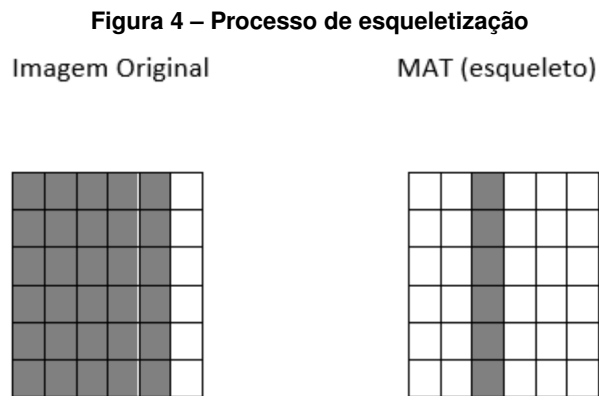 Figura 4 – Processo de esqueletização
Imagem Original
MAT (esqueleto)